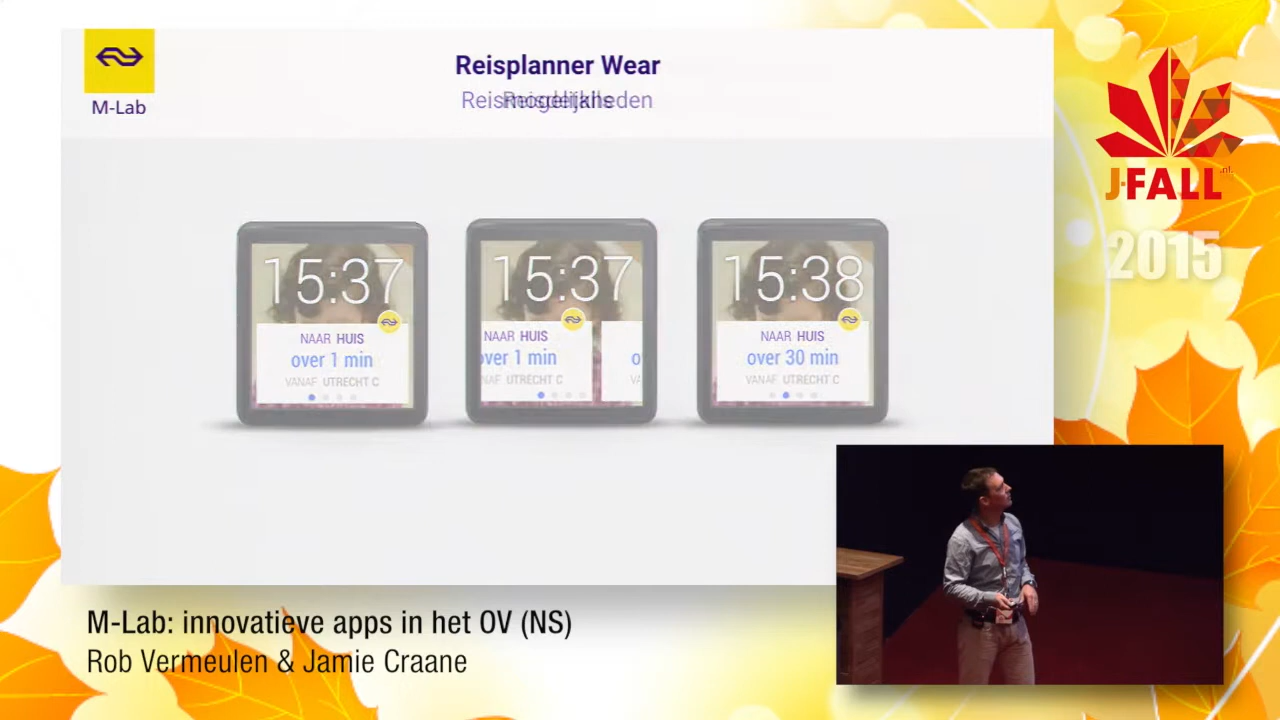 M-Lab
Reisplanner Wear
J-FALL.nl
2015
15:37
NAAR HUIS
over 1 min
VANAF UTRECHT C
15:37
NAAR HUIS
over 1 min
UTRECHT C
15:38
NAAR HUIS
over 30 min
VANAF UTRECHT C
M-Lab: innovatieve apps in het OV (NS)
Rob Vermeulen & Jamie Craane